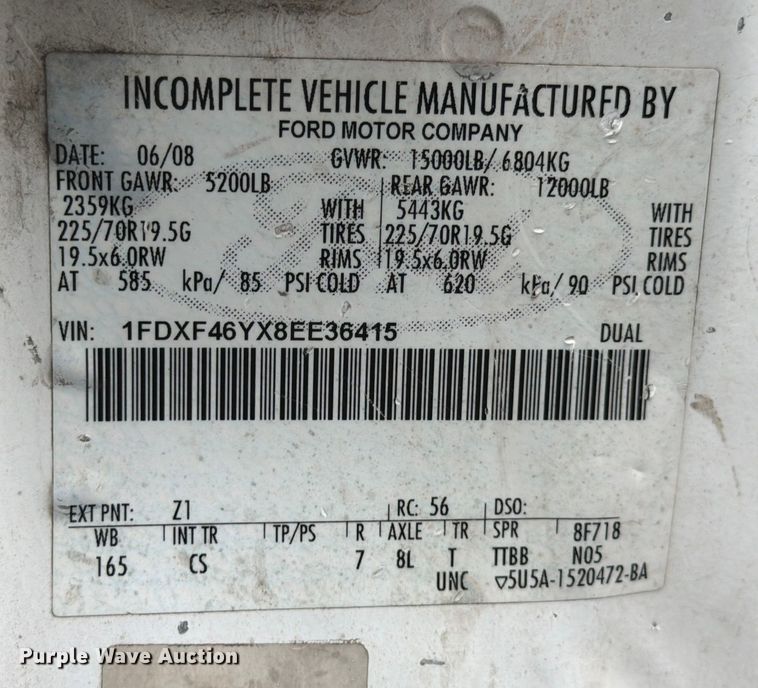 INCOMPLETE VEHICLE MANUFACTURED BY
FORD MOTOR COMPANY
DATE: 06/08 GVWR: 15000LB/ 6804KG
FRONT GAWR: 5200LB REAR GAWR: 12000LB
2359KG WITH 5443KG WITH
225/70R19.5G TIRES 225/70R19.5G TIRES
19.5x6.0RW RIMS 19.5x6.0RW RIMS
AT 585 kPa/ 85 PSI COLD AT 620 kPa/ 90 PSI COLD
VIN: 1FDXF46YX8EE36415 DUAL
EXT PNT: Z1 RC: 56 DSO:
WB INT TR TP/PS R AXLE TR SPR 8F718
165 CS 7 8L T TTBB N05
UNC ▽5U5A-1520472-BA
Purple Wave Auction